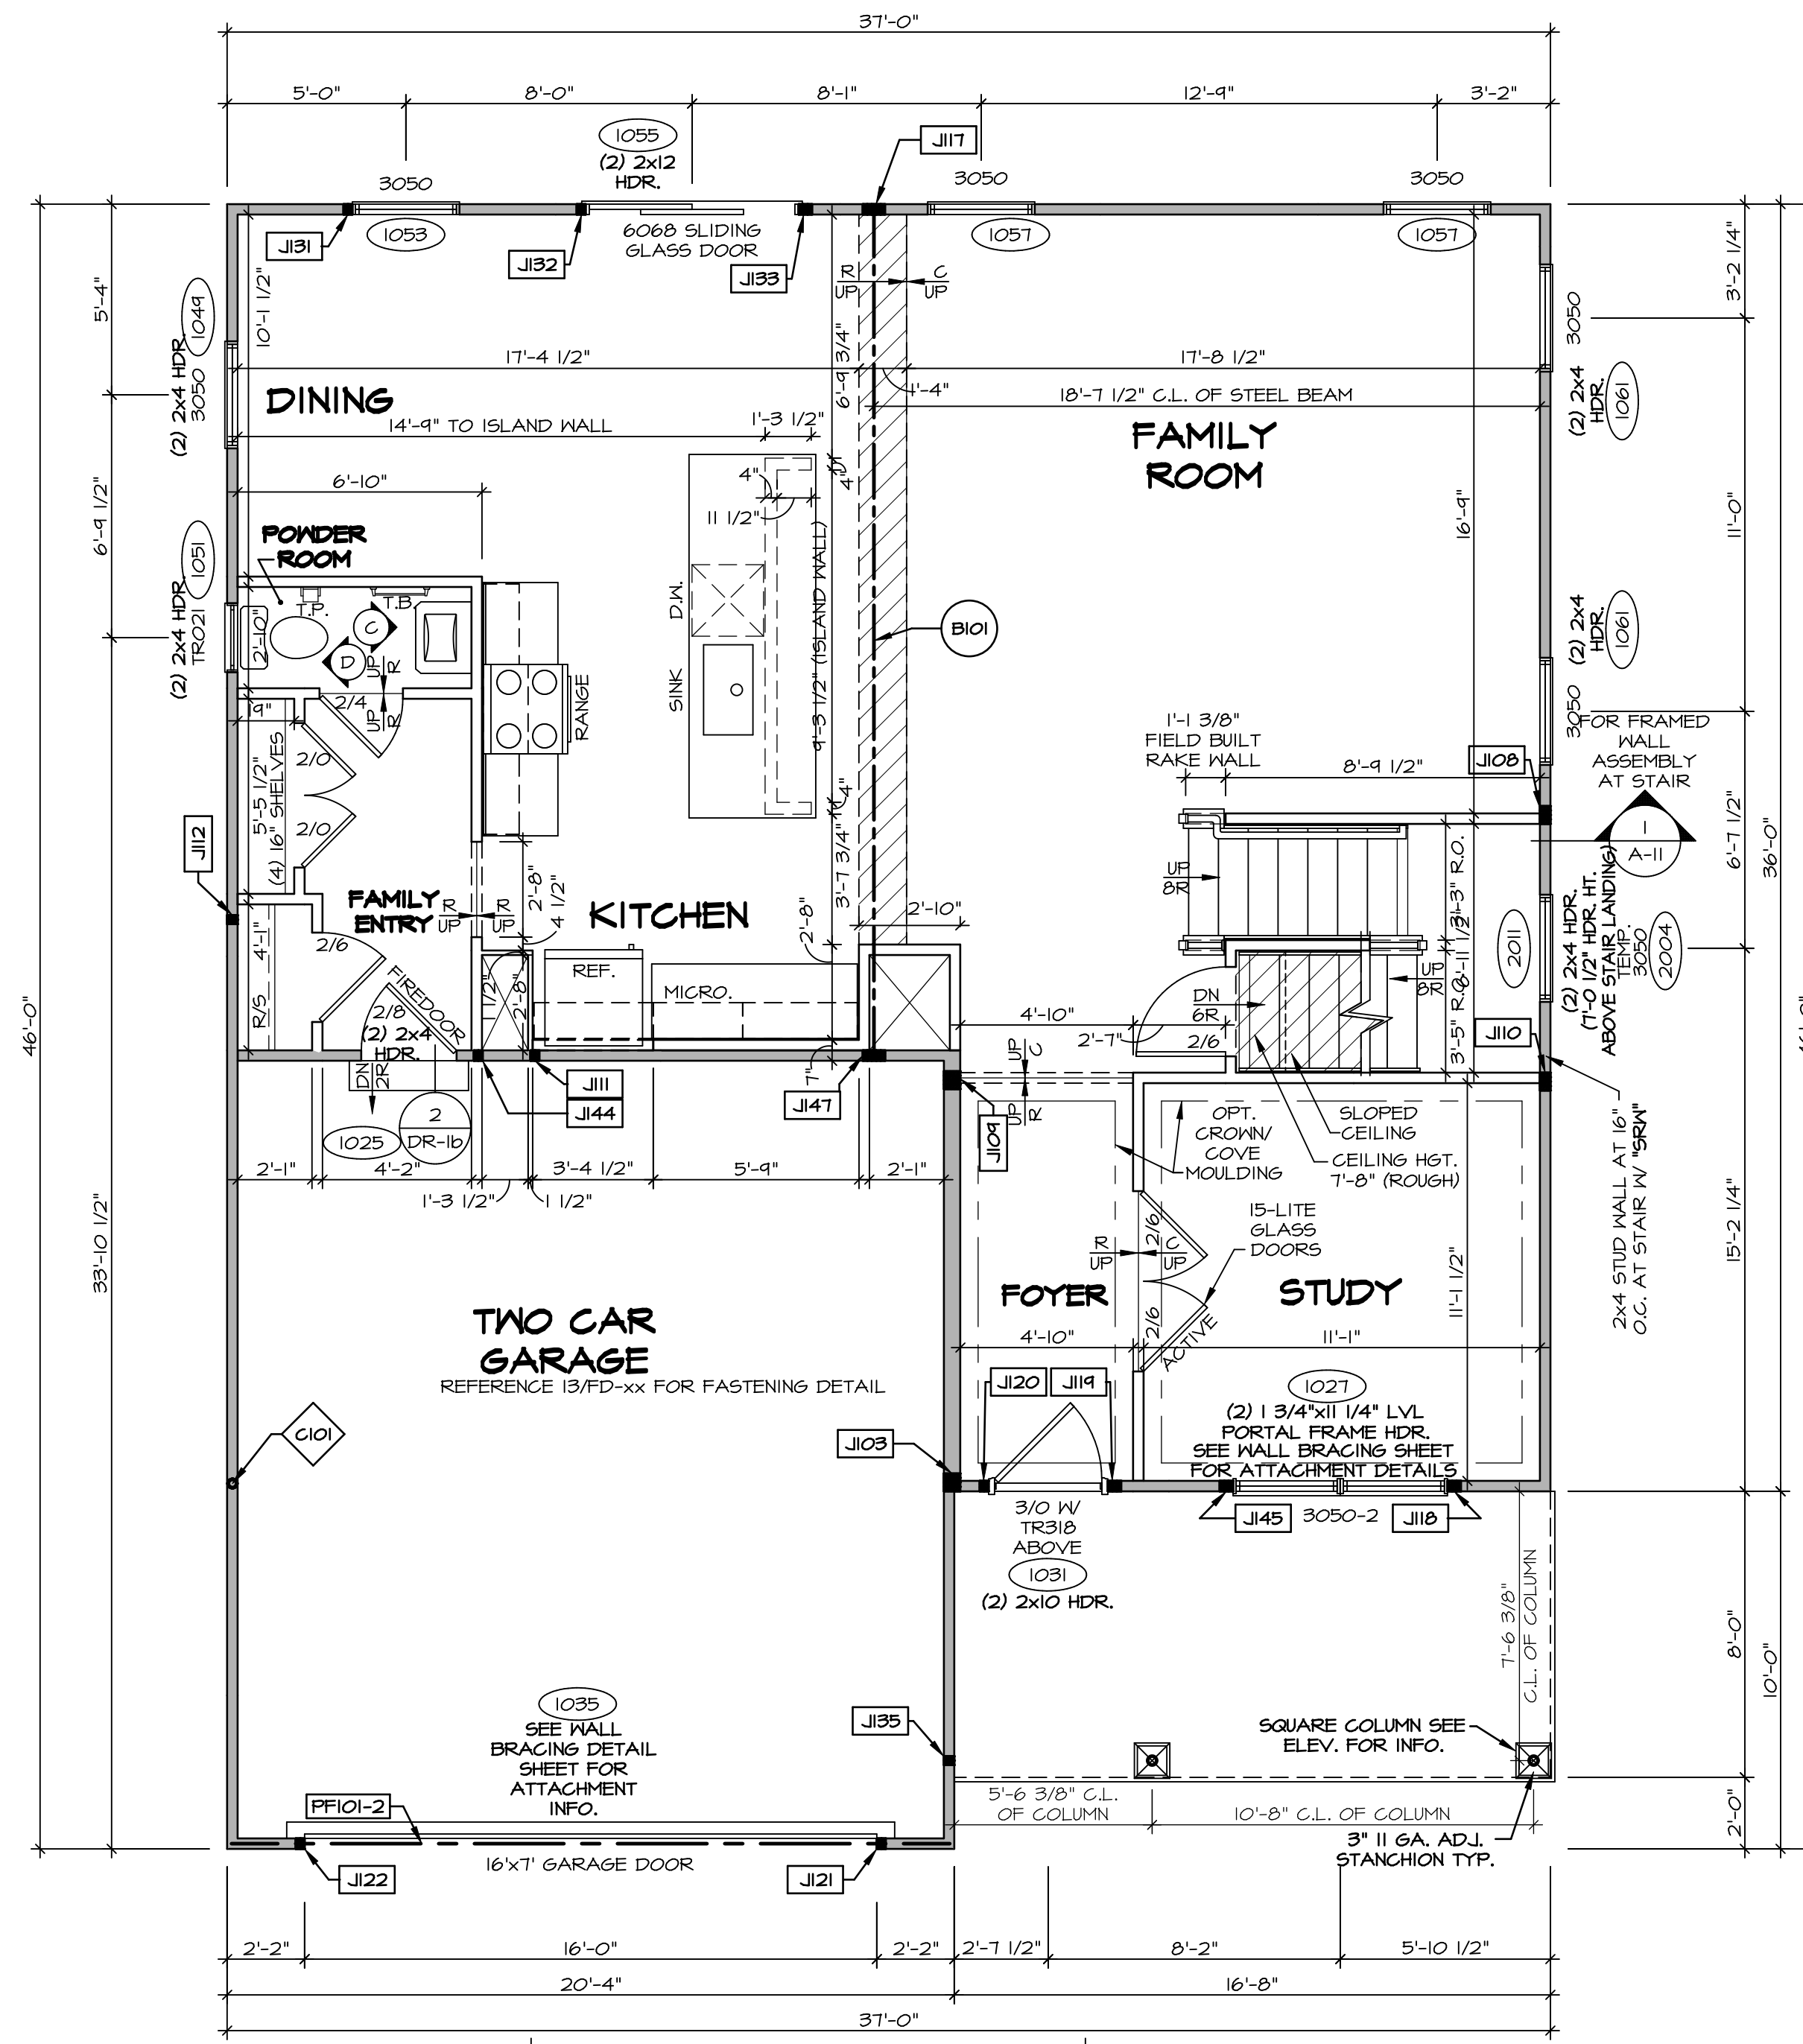 37'-0"
5'-0"
8'-0"
8'-1"
12'-9"
3'-2"
1055
(2) 2x12
HDR.
J117
3050
3050
3050
J131
1053
J132
6068 SLIDING
GLASS DOOR
J133
1057
1057
R
UP
C
UP
5'-4"
1049
(2) 2x4 HDR.
3050
10'-1 1/2"
6'-9 3/4"
17'-4 1/2"
17'-8 1/2"
1'-4"
18'-7 1/2" C.L. OF STEEL BEAM
DINING
14'-9" TO ISLAND WALL
1'-3 1/2"
FAMILY
ROOM
3'-2 1/4"
3050
(2) 2x4
HDR.
1061
6'-10"
4"
4"
11 1/2"
16'-9"
11'-0"
6'-9 1/2"
1051
(2) 2x4 HDR.
TR021
POWDER
ROOM
T.P.
T.B.
2'-10"
C
D
UP
R
2/4
UP
R
D.W.
SINK
RANGE
9'-3 1/2" (ISLAND WALL)
B101
(2) 2x4
HDR.
1061
3050
FOR FRAMED
WALL
ASSEMBLY
AT STAIR
1
A-11
1'-1 3/8"
FIELD BUILT
RAKE WALL
8'-9 1/2"
J108
19"
2/0
2/0
5'-5 1/2"
(4) 16" SHELVES
J112
4"
3'-7 3/4"
UP
8R
3'-3" R.O.
6'-11 1/2"
6'-7 1/2"
36'-0"
FAMILY
ENTRY
R
UP
R
UP
2'-8"
4 1/2"
KITCHEN
2'-8"
2'-10"
2/6
4'-1"
R/S
FIREDOOR
2/8
(2) 2x4
HDR.
1 1/2"
2'-8"
REF.
MICRO.
DN
6R
UP
8R
3'-5" R.O.
2011
(2) 2x4 HDR.
(7'-0 1/2" HDR. HT.
ABOVE STAIR LANDING)
TEMP.
3050
2004
46'-0"
4'-10"
2'-7"
2/6
J110
DN
2R
J111
J144
7"
J147
J109
UP
C
UP
R
2
DR-1b
1025
OPT.
CROWN/
COVE
MOULDING
SLOPED
CEILING
CEILING HGT.
7'-8" (ROUGH)
2x4 STUD WALL AT 16"
O.C. AT STAIR W/ "SRW"
2'-1"
4'-2"
3'-4 1/2"
5'-9"
2'-1"
1'-3 1/2"
1 1/2"
33'-10 1/2"
15-LITE
GLASS
DOORS
2/6
R
UP
C
UP
2/6
ACTIVE
FOYER
STUDY
11'-1 1/2"
15'-2 1/4"
TWO CAR
GARAGE
REFERENCE 13/FD-xx FOR FASTENING DETAIL
4'-10"
11'-1"
J120
J119
1027
(2) 1 3/4"x11 1/4" LVL
PORTAL FRAME HDR.
SEE WALL BRACING SHEET
FOR ATTACHMENT DETAILS
C101
J103
3/0 W/
TR318
ABOVE
1031
(2) 2x10 HDR.
J145
3050-2
J118
7'-6 3/8"
C.L. OF COLUMN
8'-0"
10'-0"
1035
SEE WALL
BRACING DETAIL
SHEET FOR
ATTACHMENT
INFO.
J135
SQUARE COLUMN SEE
ELEV. FOR INFO.
PF101-2
5'-6 3/8" C.L.
OF COLUMN
10'-8" C.L. OF COLUMN
2'-0"
3" 11 GA. ADJ.
STANCHION TYP.
J122
16'x7' GARAGE DOOR
J121
2'-2"
16'-0"
2'-2"
2'-7 1/2"
8'-2"
5'-10 1/2"
20'-4"
16'-8"
37'-0"